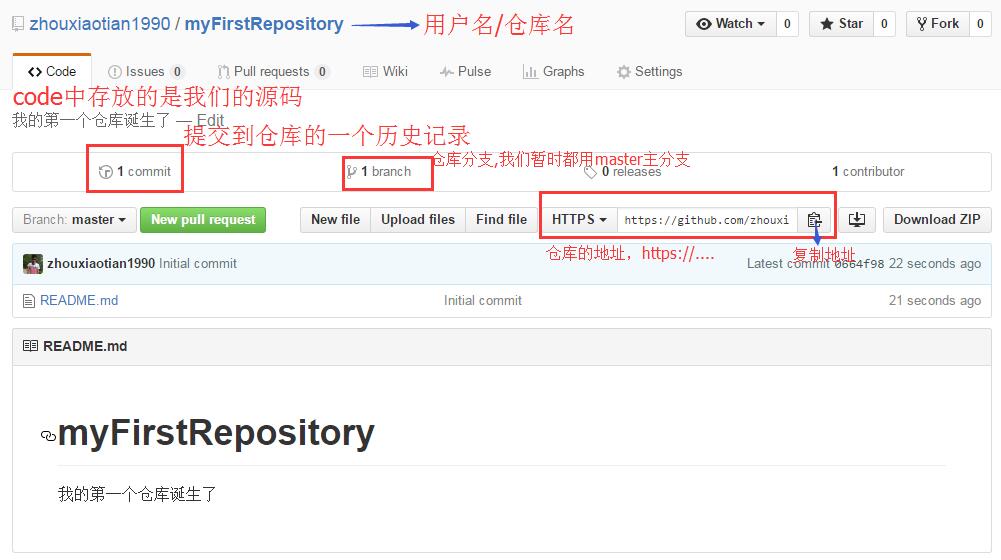 zhouxiaotian1990 / myFirstRepository 用户名/仓库名 Watch 0 Star 0 Fork 0
Code Issues 0 Pull requests 0 Wiki Pulse Graphs Settings
code中存放的是我们的源码
我的第一个仓库诞生了 — Edit
提交到仓库的一个历史记录
仓库分支,我们暂时都用master主分支
1 commit 1 branch 0 releases 1 contributor
Branch: master New pull request New file Upload files Find file HTTPS https://github.com/zhouxi Download ZIP
仓库的地址，https://.... 复制地址
zhouxiaotian1990 Initial commit Latest commit 0664f98 22 seconds ago
README.md Initial commit 21 seconds ago
README.md
myFirstRepository
我的第一个仓库诞生了